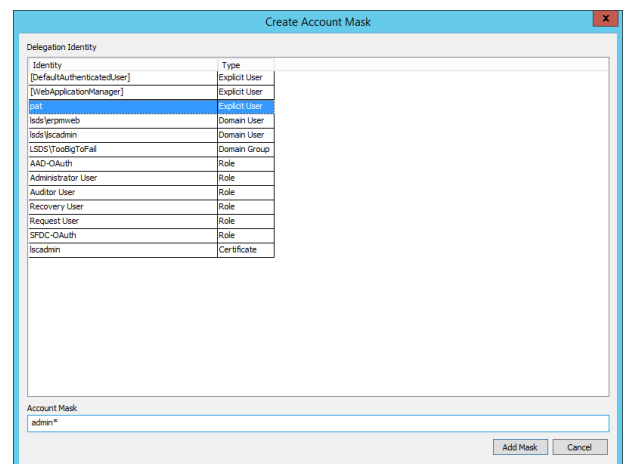 Create Account Mask
x
Delegation Identity
Identity Type
[DefaultAuthenticatedUser] Explicit User
[WebApplicationManager] Explicit User
pat Explicit User
lsds\erpmweb Domain User
lsds\lscadmin Domain User
LSDS\TooBigToFail Domain Group
AAD-OAuth Role
Administrator User Role
Auditor User Role
Recovery User Role
Request User Role
SFDC-OAuth Role
lscadmin Certificate
Account Mask
admin*
Add Mask Cancel